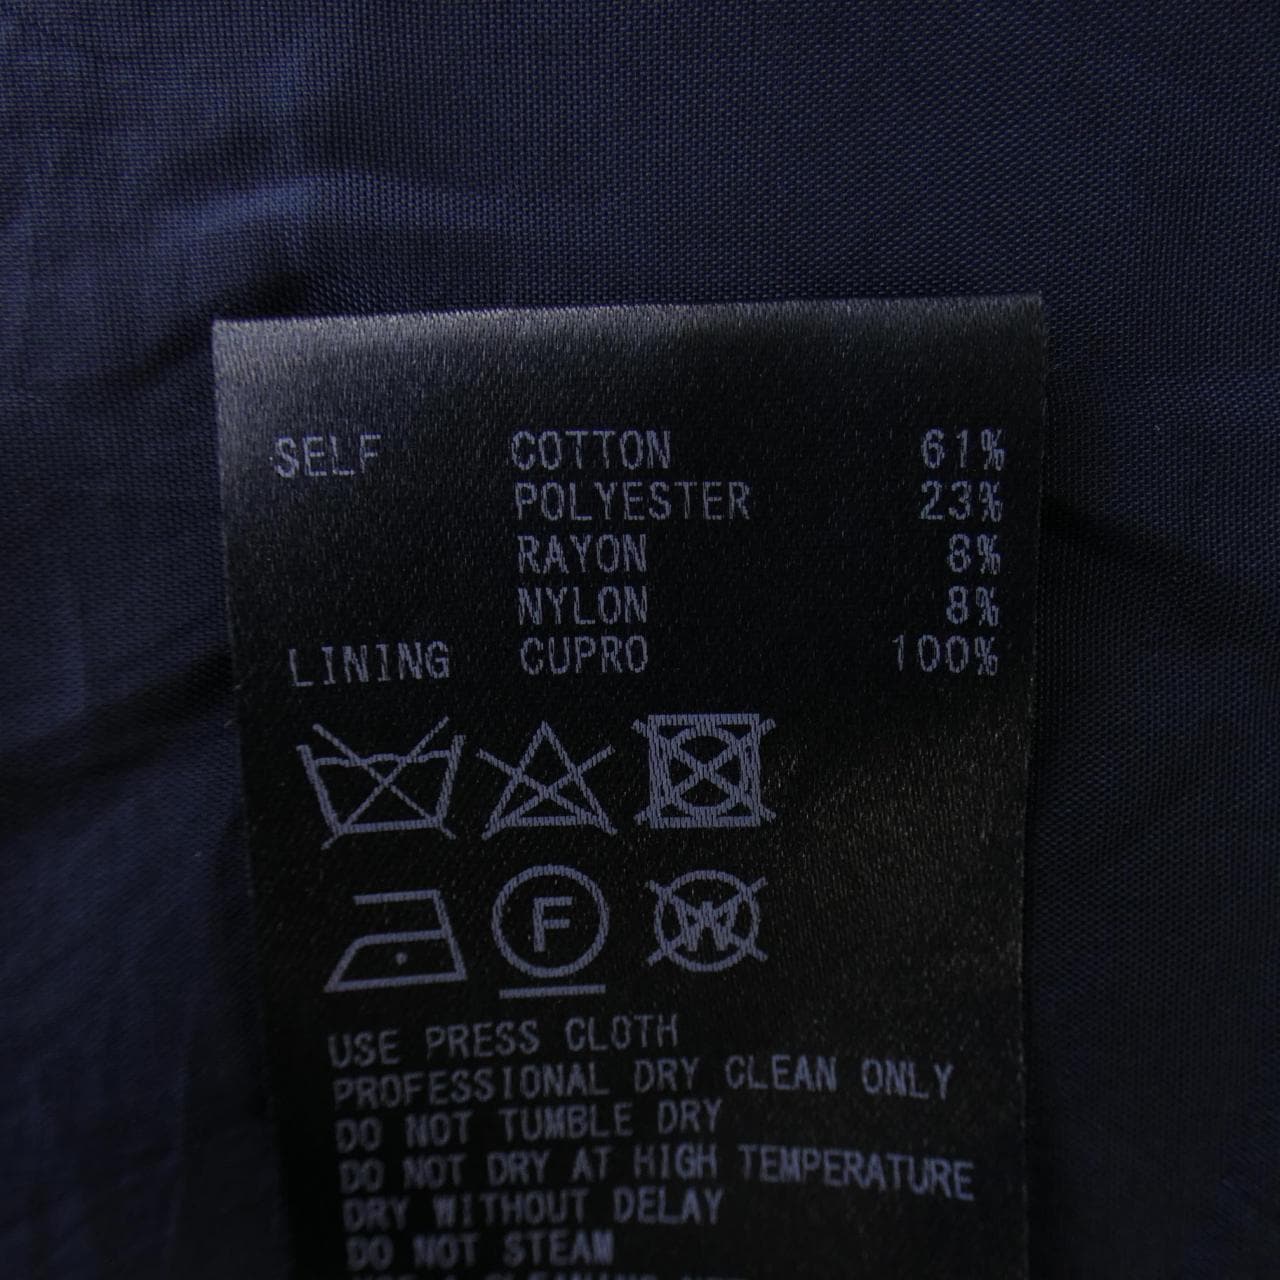 SELF COTTON 61%
POLYESTER 23%
RAYON 8%
NYLON 8%
LINING CUPRO 100%
F W
USE PRESS CLOTH
PROFESSIONAL DRY CLEAN ONLY
DO NOT TUMBLE DRY
DO NOT DRY AT HIGH TEMPERATURE
DRY WITHOUT DELAY
DO NOT STEAM